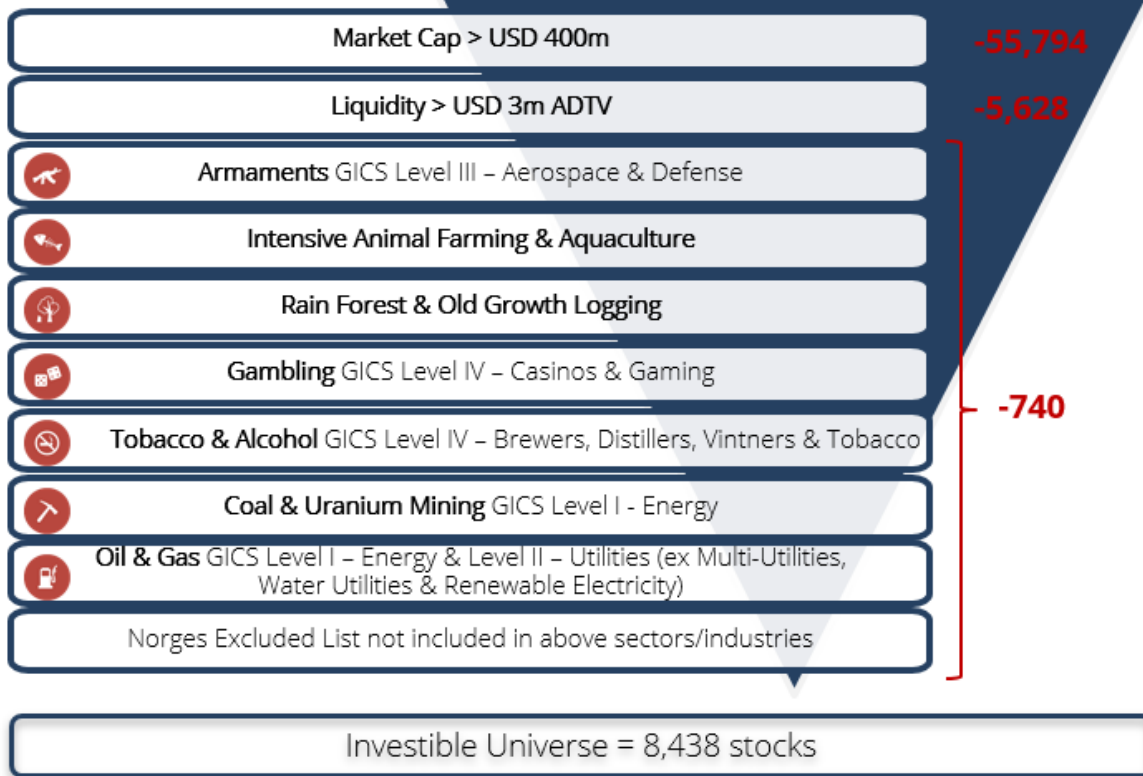 Market Cap > USD 400m
-55,794
Liquidity > USD 3m ADTV
-5,628
Armaments GICS Level III – Aerospace & Defense
Intensive Animal Farming & Aquaculture
Rain Forest & Old Growth Logging
Gambling GICS Level IV – Casinos & Gaming
-740
Tobacco & Alcohol GICS Level IV – Brewers, Distillers, Vintners & Tobacco
Coal & Uranium Mining GICS Level I - Energy
Oil & Gas GICS Level I – Energy & Level II – Utilities (ex Multi-Utilities,
Water Utilities & Renewable Electricity)
Norges Excluded List not included in above sectors/industries
Investible Universe = 8,438 stocks